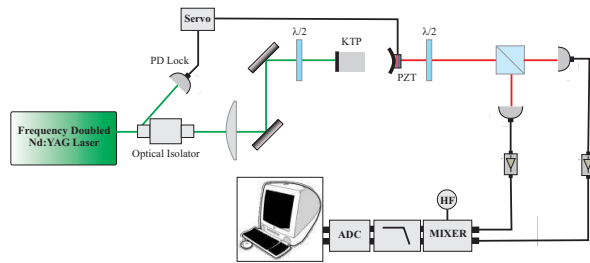 Servo
PD Lock
λ/2
KTP
λ/2
PZT
Frequency Doubled
Nd:YAG Laser
Optical Isolator
HF
ADC
MIXER